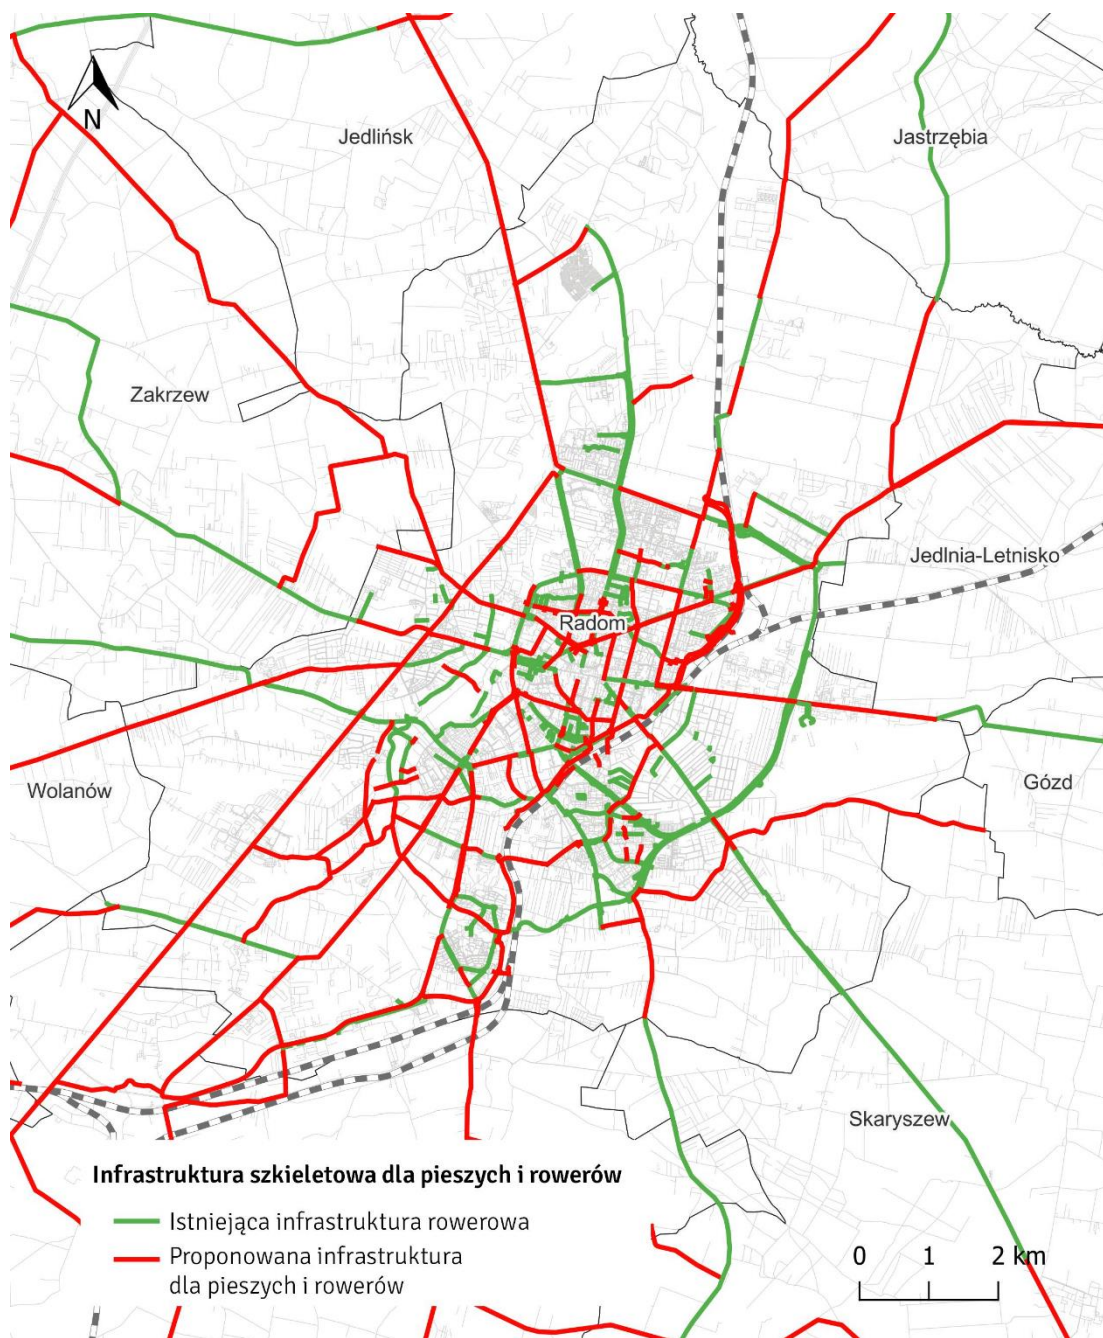 N
Jedlińsk
Jastrzębia
Zakrzew
Jedlnia-Letnisko
Radom
Wolanów
Gózd
Skaryszew
Infrastruktura szkieletowa dla pieszych i rowerów
Istniejąca infrastruktura rowerowa
Proponowana infrastruktura
dla pieszych i rowerów
0 1 2 km